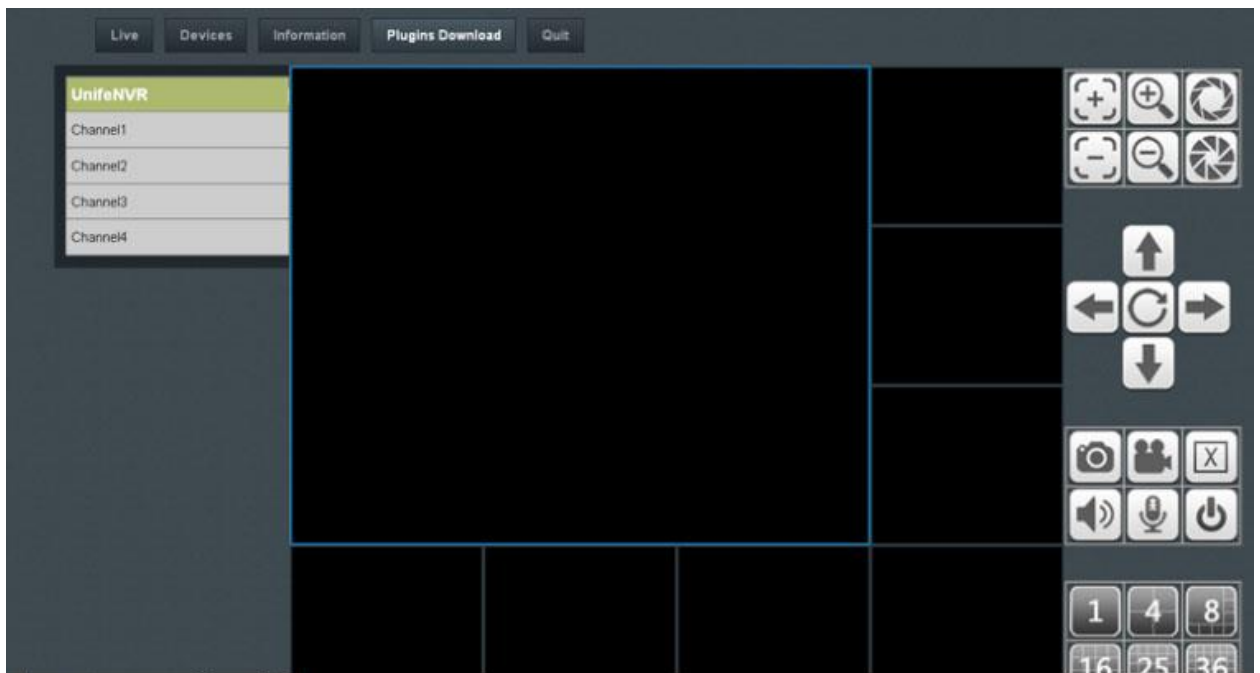 Live Devices Information Plugins Download Quit
UnifeNVR
Channel1
Channel2
Channel3
Channel4
X
1 4 8
16 25 36